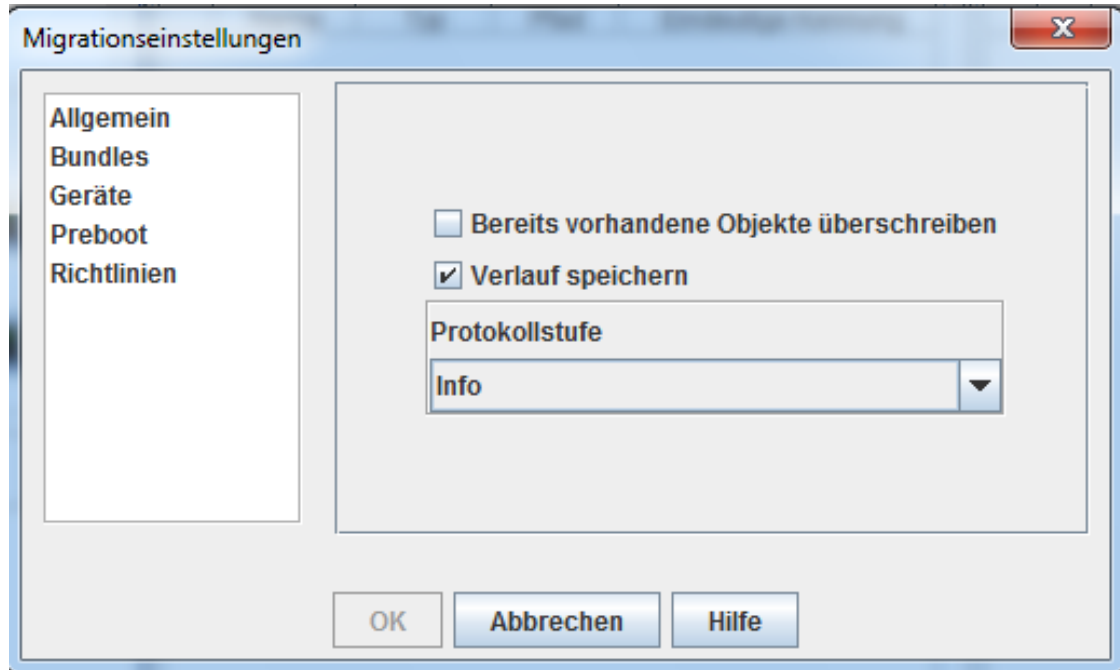 Migrationseinstellungen
Allgemein
Bundles
Geräte
Preboot
Richtlinien
Bereits vorhandene Objekte überschreiben
Verlauf speichern
Protokollstufe
Info
OK Abbrechen Hilfe